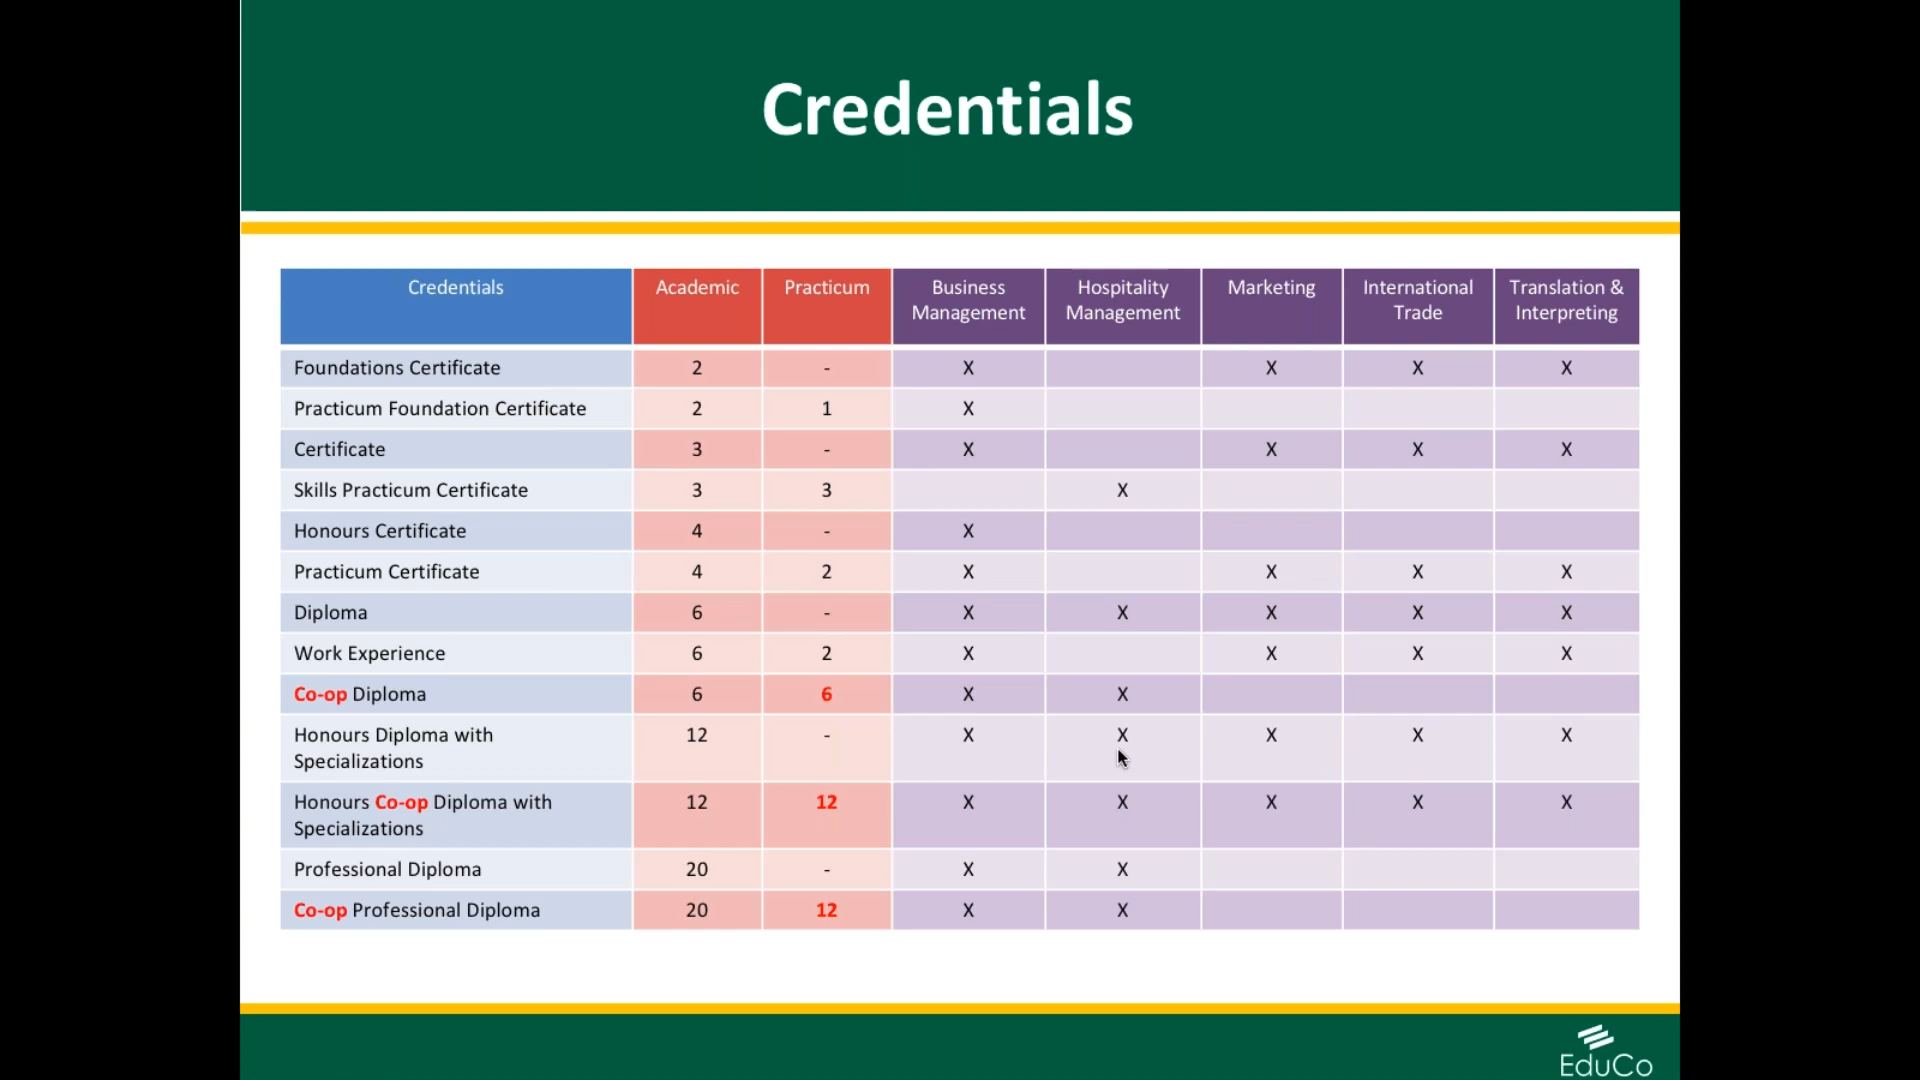 Credentials
Credentials Academic Practicum Business Management Hospitality Management Marketing International Trade Translation & Interpreting
Foundations Certificate 2 - X X X X
Practicum Foundation Certificate 2 1 X
Certificate 3 - X X X X
Skills Practicum Certificate 3 3 X
Honours Certificate 4 - X
Practicum Certificate 4 2 X X X X
Diploma 6 - X X X X X
Work Experience 6 2 X X X X
Co-op Diploma 6 6 X X
Honours Diploma with Specializations 12 - X X X X X
Honours Co-op Diploma with Specializations 12 12 X X X X X
Professional Diploma 20 - X X
Co-op Professional Diploma 20 12 X X
EduCo